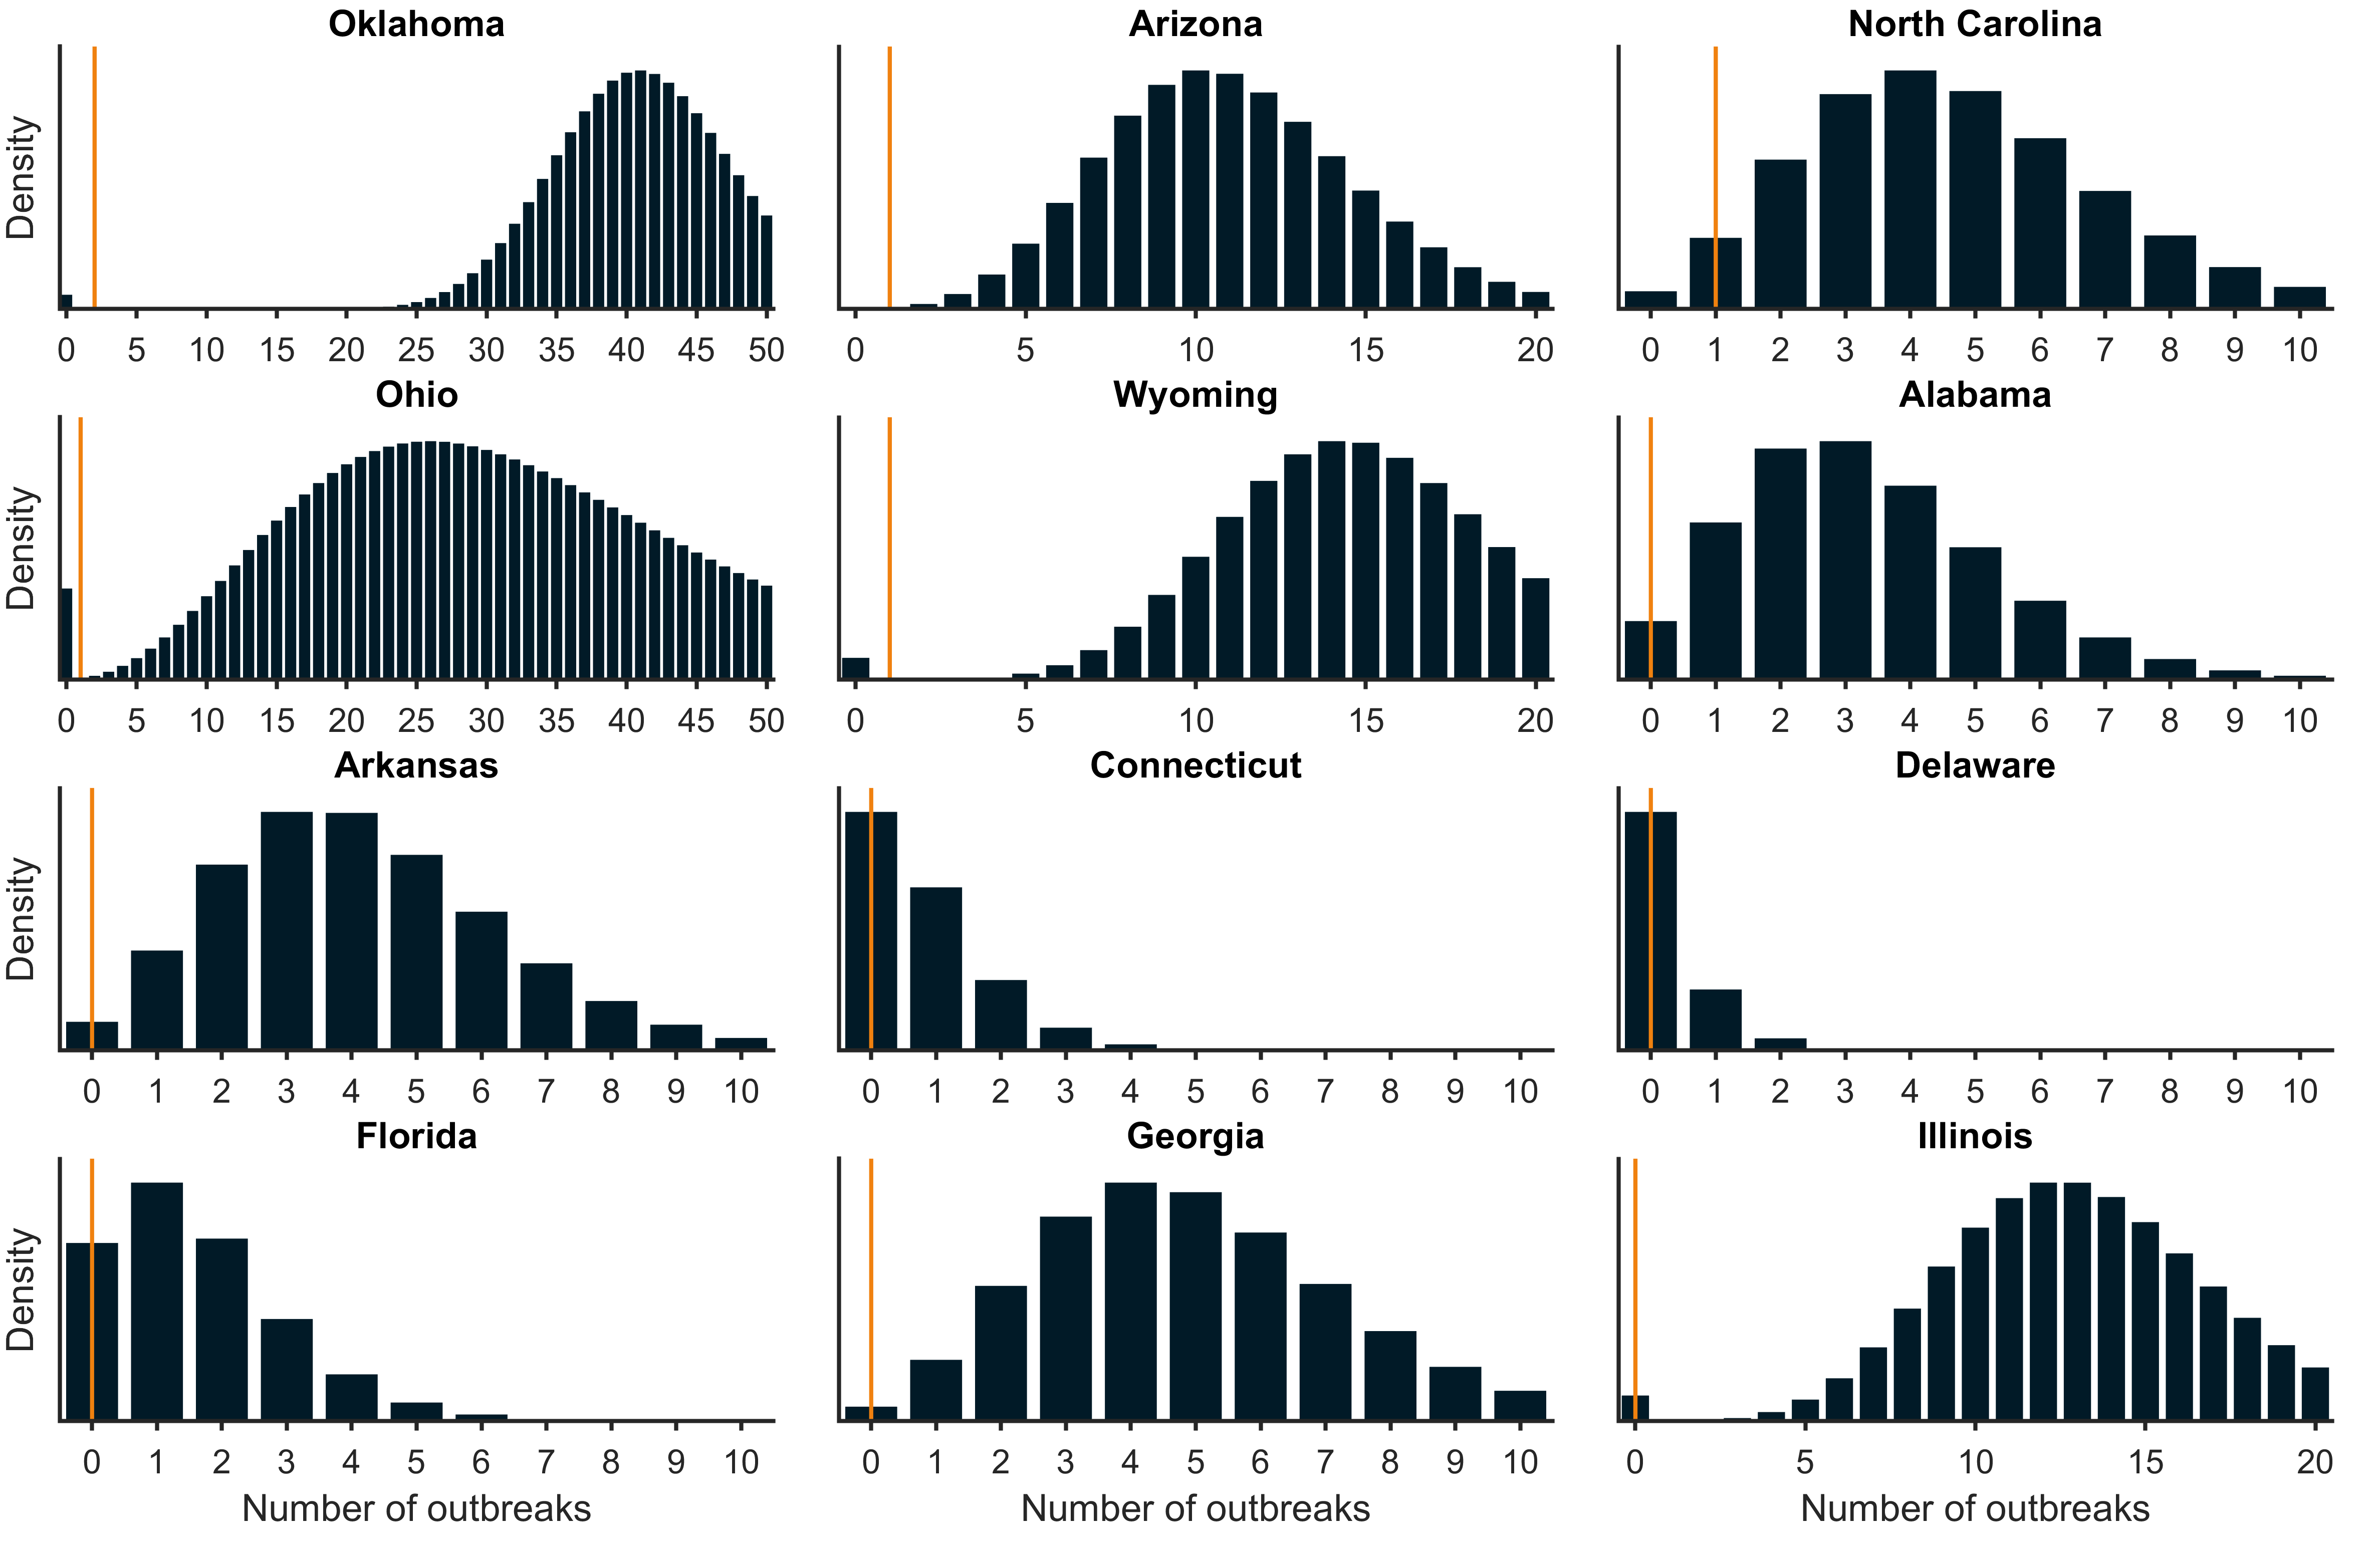 Oklahoma Arizona North Carolina
Density
0 5 10 15 20 25 30 35 40 45 50 0 5 10 15 20 0 1 2 3 4 5 6 7 8 9 10
Ohio Wyoming Alabama
Density
0 5 10 15 20 25 30 35 40 45 50 0 5 10 15 20 0 1 2 3 4 5 6 7 8 9 10
Arkansas Connecticut Delaware
Density
0 1 2 3 4 5 6 7 8 9 10 0 1 2 3 4 5 6 7 8 9 10 0 1 2 3 4 5 6 7 8 9 10
Florida Georgia Illinois
Density
0 1 2 3 4 5 6 7 8 9 10 0 1 2 3 4 5 6 7 8 9 10 0 5 10 15 20
Number of outbreaks Number of outbreaks Number of outbreaks